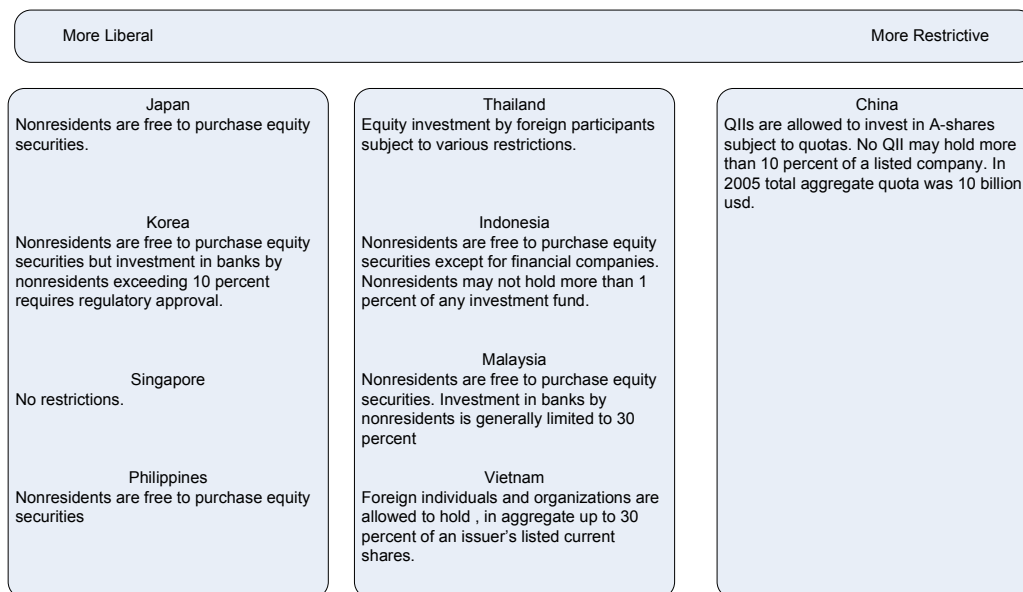 More Liberal
More Restrictive
Japan
Nonresidents are free to purchase equity
securities.
Korea
Nonresidents are free to purchase equity
securities but investment in banks by
nonresidents exceeding 10 percent
requires regulatory approval.
Singapore
No restrictions.
Philippines
Nonresidents are free to purchase equity
securities
Thailand
Equity investment by foreign participants
subject to various restrictions.
Indonesia
Nonresidents are free to purchase equity
securities except for financial companies.
Nonresidents may not hold more than 1
percent of any investment fund.
Malaysia
Nonresidents are free to purchase equity
securities. Investment in banks by
nonresidents is generally limited to 30
percent
Vietnam
Foreign individuals and organizations are
allowed to hold , in aggregate up to 30
percent of an issuer’s listed current
shares.
China
QIIs are allowed to invest in A-shares
subject to quotas. No QII may hold more
than 10 percent of a listed company. In
2005 total aggregate quota was 10 billion
usd.